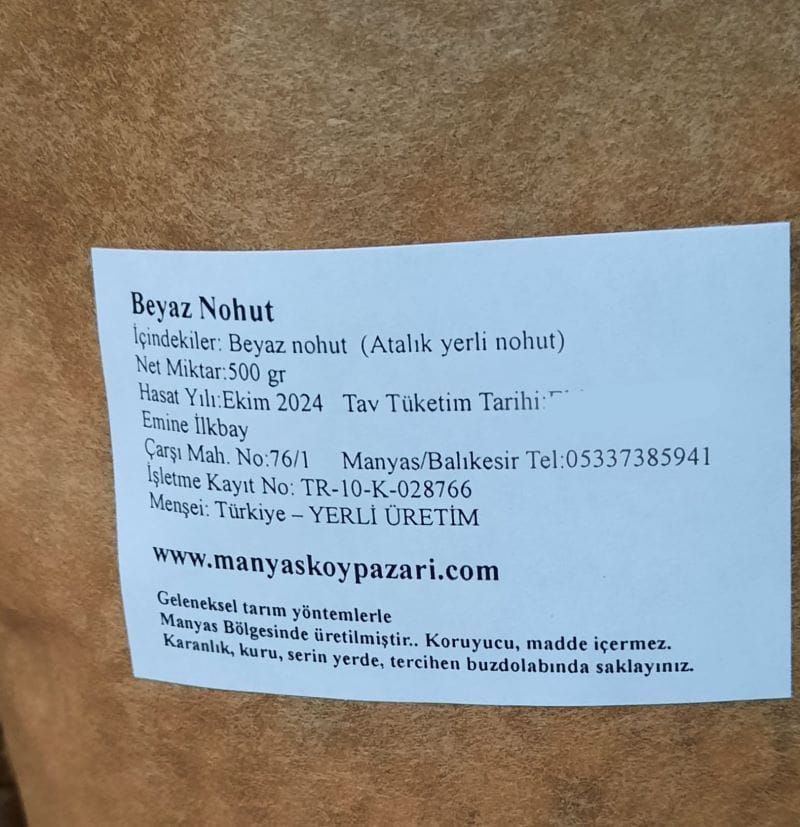 Beyaz Nohut
İçindekiler: Beyaz nohut (Atalık yerli nohut)
Net Miktar:500 gr
Hasat Yılı:Ekim 2024 Tav Tüketim Tarihi:
Emine İlkbay
Çarşı Mah. No:76/1 Manyas/Balıkesir Tel:05337385941
İşletme Kayıt No: TR-10-K-028766
Menşei: Türkiye – YERLİ ÜRETİM
www.manyaskoypazari.com
Geleneksel tarım yöntemlerle
Manyas Bölgesinde üretilmiştir.. Koruyucu, madde içermez.
Karanlık, kuru, serin yerde, tercihen buzdolabında saklayınız.